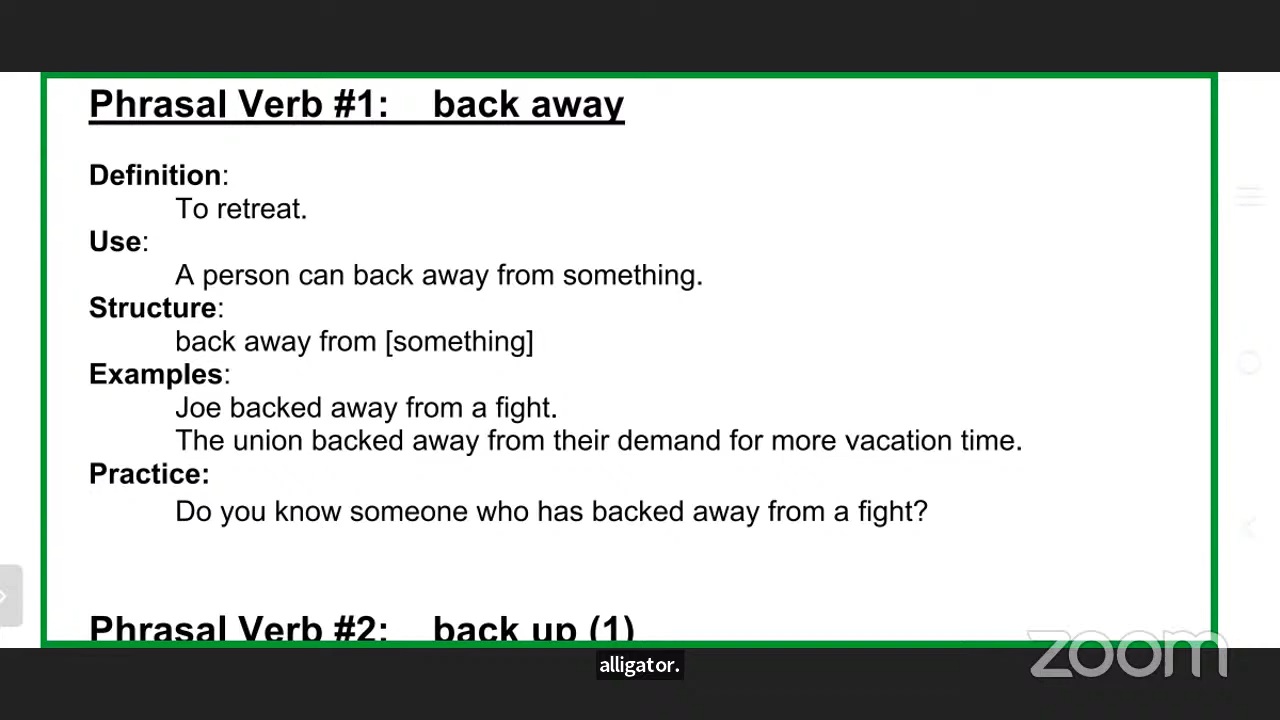 Phrasal Verb #1: back away
Definition:
To retreat.
Use:
A person can back away from something.
Structure:
back away from [something]
Examples:
Joe backed away from a fight.
The union backed away from their demand for more vacation time.
Practice:
Do you know someone who has backed away from a fight?
Phrasal Verb #2: back up (1)
alligator.
zoom